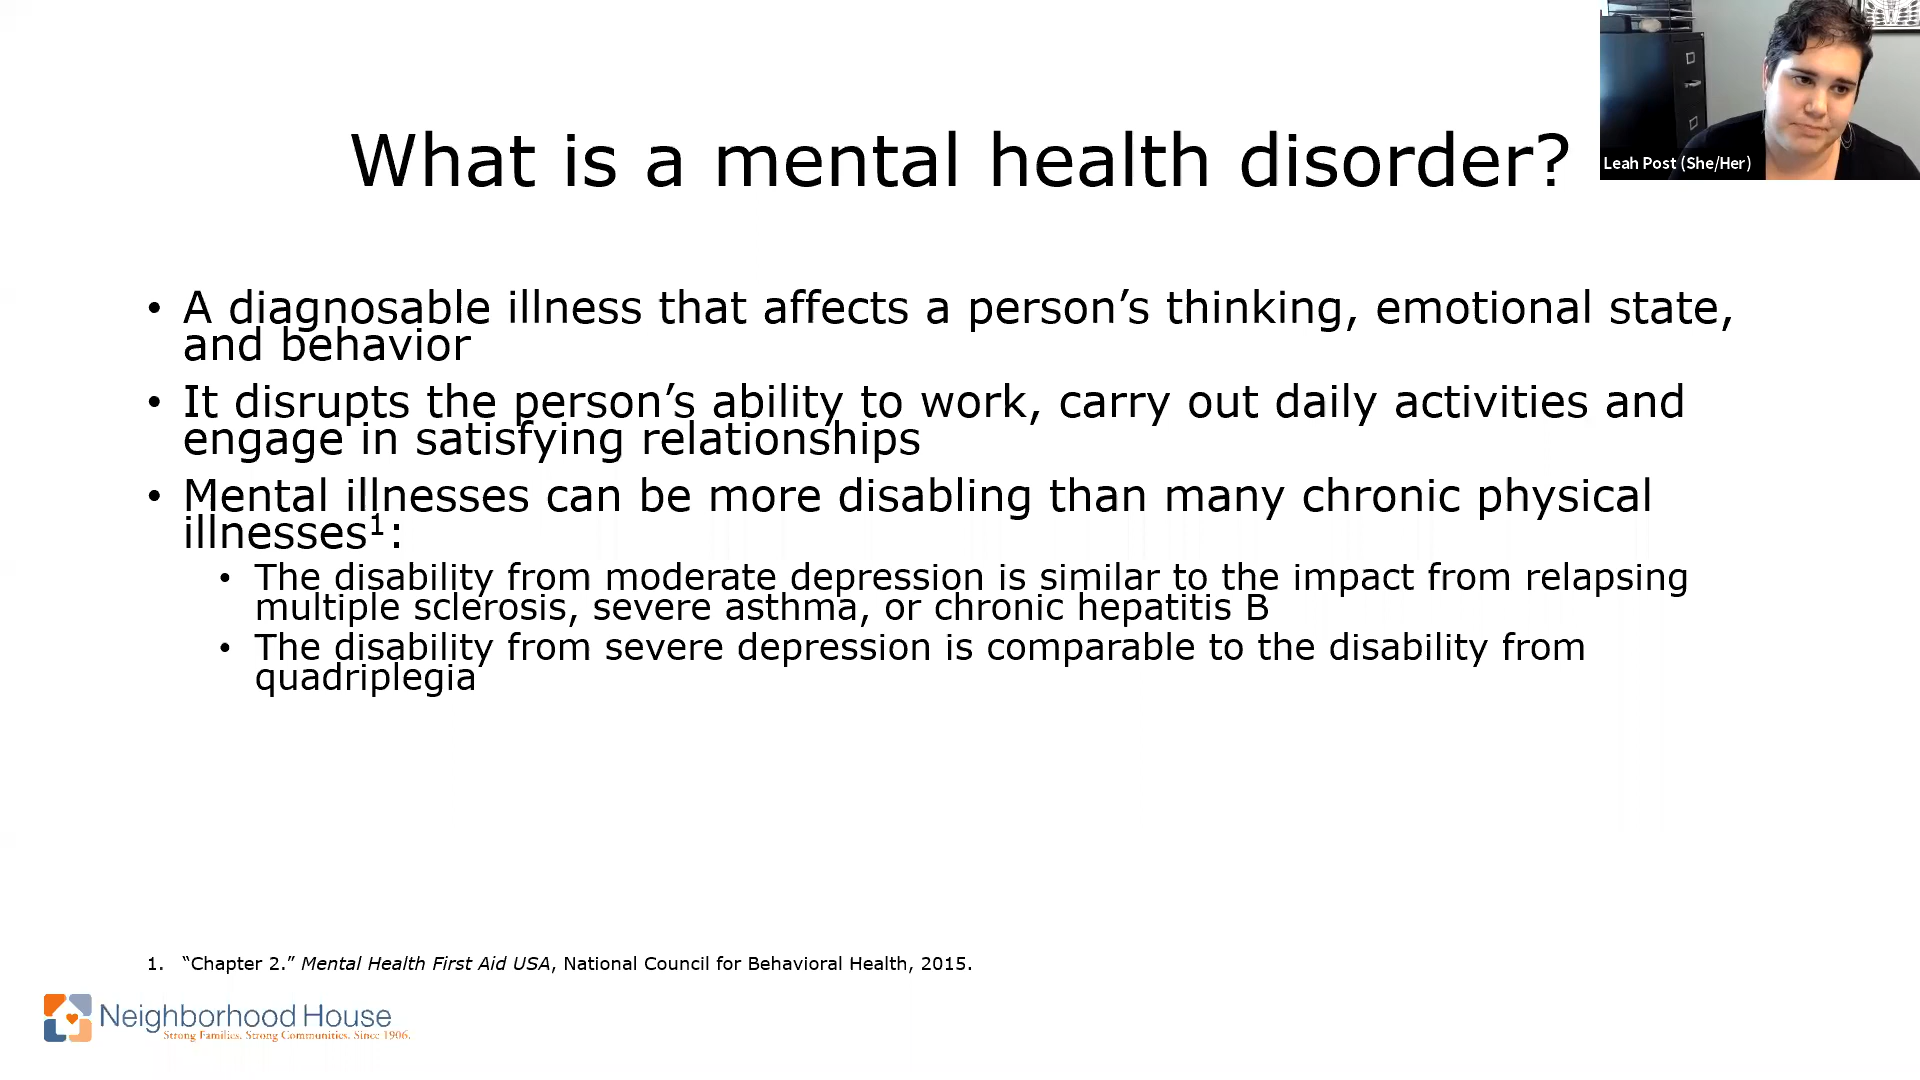 Leah Post (She/Her)
What is a mental health disorder?
• A diagnosable illness that affects a person’s thinking, emotional state,
and behavior
• It disrupts the person’s ability to work, carry out daily activities and
engage in satisfying relationships
• Mental illnesses can be more disabling than many chronic physical
illnesses¹:
• The disability from moderate depression is similar to the impact from relapsing
multiple sclerosis, severe asthma, or chronic hepatitis B
• The disability from severe depression is comparable to the disability from
quadriplegia
1. “Chapter 2.” Mental Health First Aid USA, National Council for Behavioral Health, 2015.
Neighborhood House
Strong Families. Strong Communities. Since 1906.